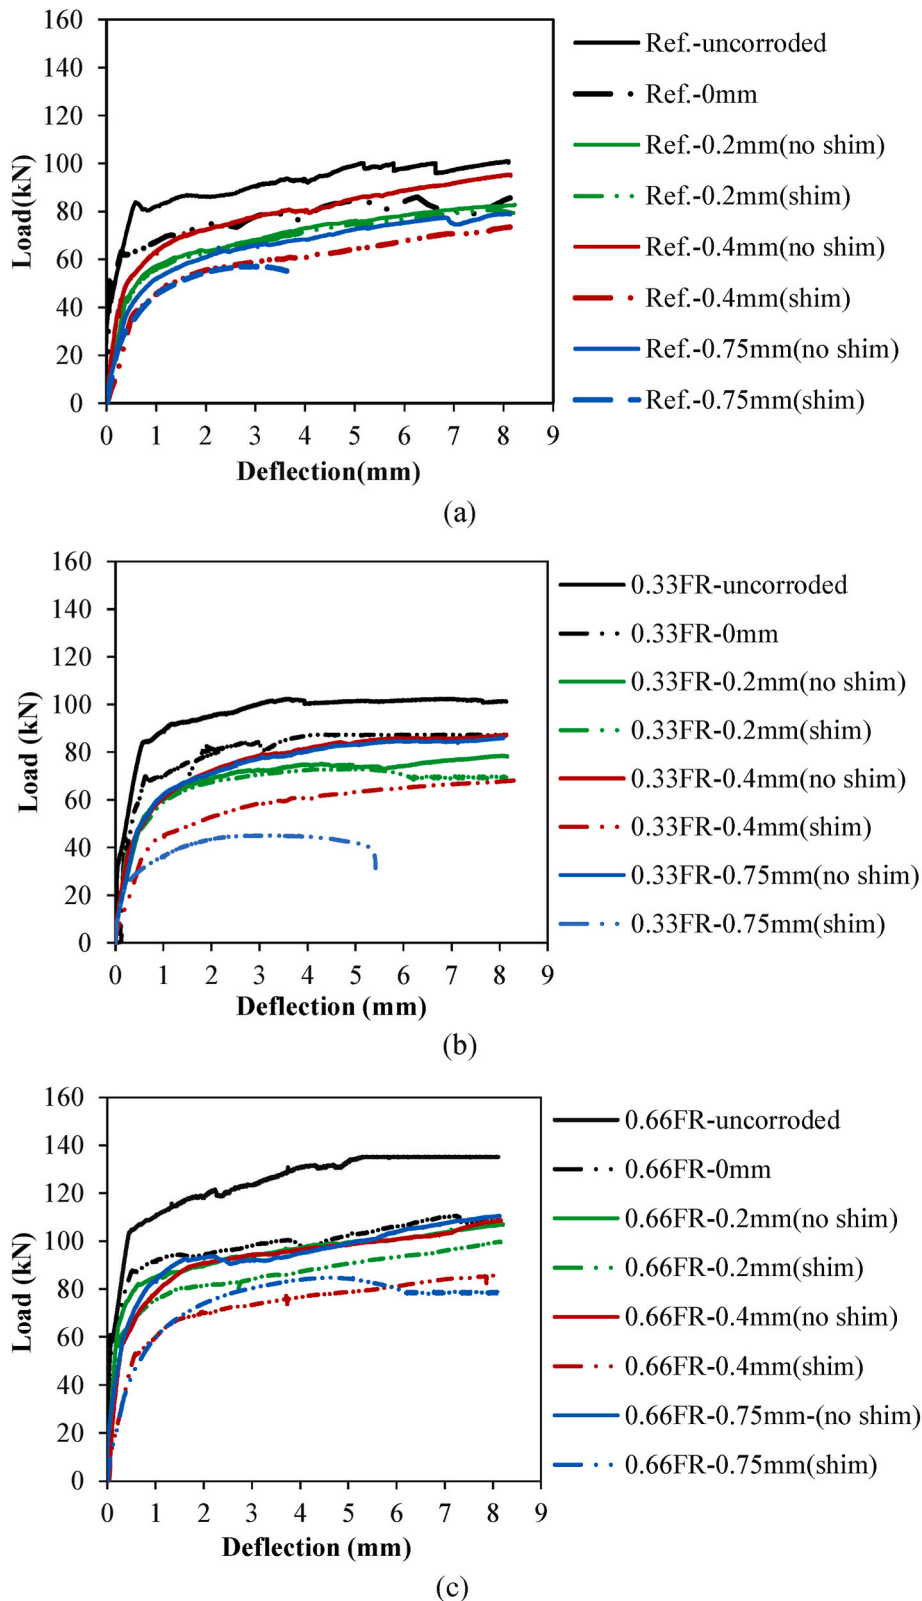 160
140
120
100
80
60
40
20
0
Load(kN)
0 1 2 3 4 5 6 7 8 9
Deflection(mm)
Ref.-uncorroded
Ref.-0mm
Ref.-0.2mm(no shim)
Ref.-0.2mm(shim)
Ref.-0.4mm(no shim)
Ref.-0.4mm(shim)
Ref.-0.75mm(no shim)
Ref.-0.75mm(shim)
(a)
160
140
120
100
80
60
40
20
0
Load (kN)
0 1 2 3 4 5 6 7 8 9
Deflection (mm)
0.33FR-uncorroded
0.33FR-0mm
0.33FR-0.2mm(no shim)
0.33FR-0.2mm(shim)
0.33FR-0.4mm(no shim)
0.33FR-0.4mm(shim)
0.33FR-0.75mm(no shim)
0.33FR-0.75mm(shim)
(b)
160
140
120
100
80
60
40
20
0
Load (kN)
0 1 2 3 4 5 6 7 8 9
Deflection (mm)
0.66FR-uncorroded
0.66FR-0mm
0.66FR-0.2mm(no shim)
0.66FR-0.2mm(shim)
0.66FR-0.4mm(no shim)
0.66FR-0.4mm(shim)
0.66FR-0.75mm-(no shim)
0.66FR-0.75mm(shim)
(c)